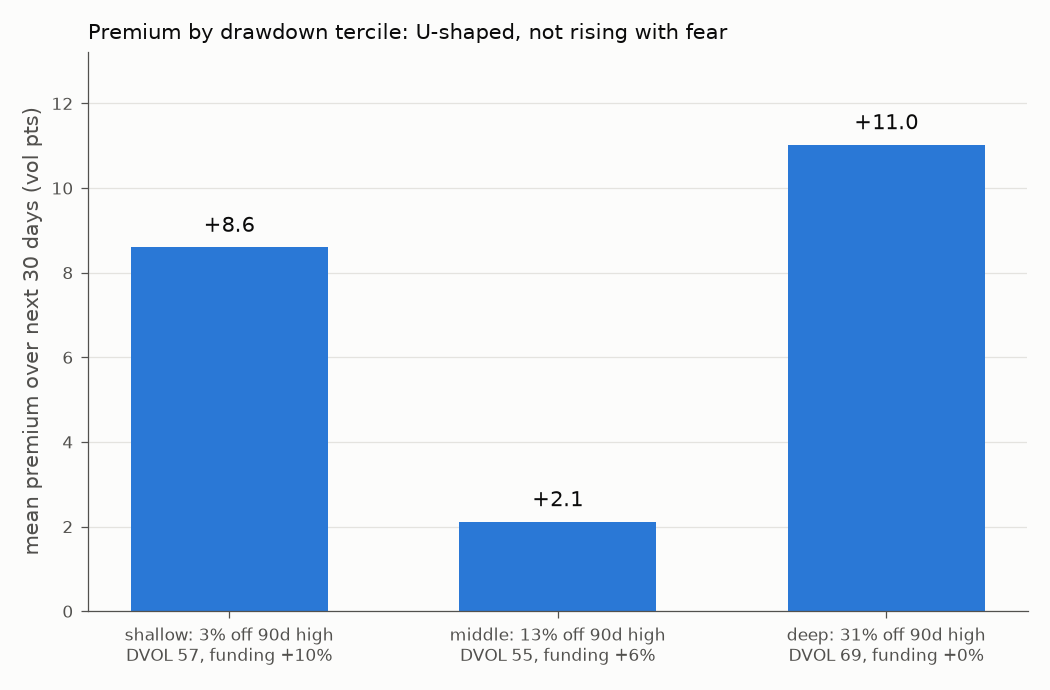 Premium by drawdown tercile: U-shaped, not rising with fear
mean premium over next 30 days (vol pts)
12
10
8
6
4
2
0
+8.6
+2.1
+11.0
shallow: 3% off 90d high
DVOL 57, funding +10%
middle: 13% off 90d high
DVOL 55, funding +6%
deep: 31% off 90d high
DVOL 69, funding +0%